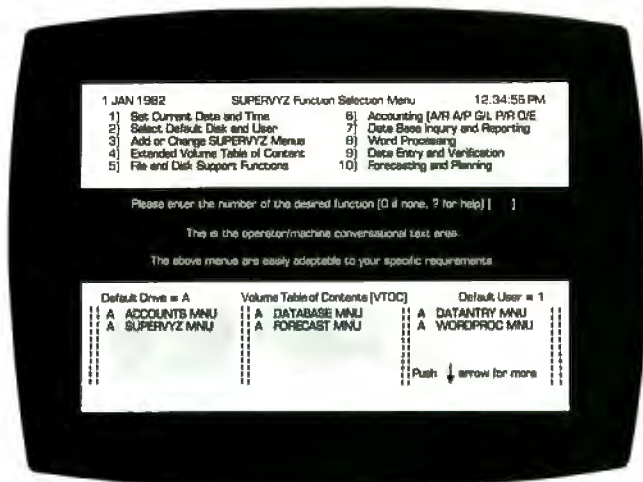 1 JAN 1982 SUPERVYZ Function Selection Menu 12.34:56 PM
1] Set Current Data and Time 6] Accounting [A/R A/P G/L P/R O/E
2] Select Default Disk and User 7] Data Base Inquiry and Reporting
3] Add or Change SUPERVYZ Menus 8] Word Processing
4] Extended Volume Table of Content 9] Data Entry and Verification
5] File and Disk Support Functions 10] Forecasting and Planning
Please enter the number of the desired function [0 if none, ? for help] [ ]
This is the operator/machine conversational text area.
The above menus are easily adaptable to your specific requirements
Default Drive = A Volume Table of Contents [VTOC] Default User = 1
A ACCOUNTS MNU A DATABASE MNU A DATANTRY MNU
A SUPERVYZ MNU A FORECAST MNU A WORDPROC MNU
Push ↓ arrow for more